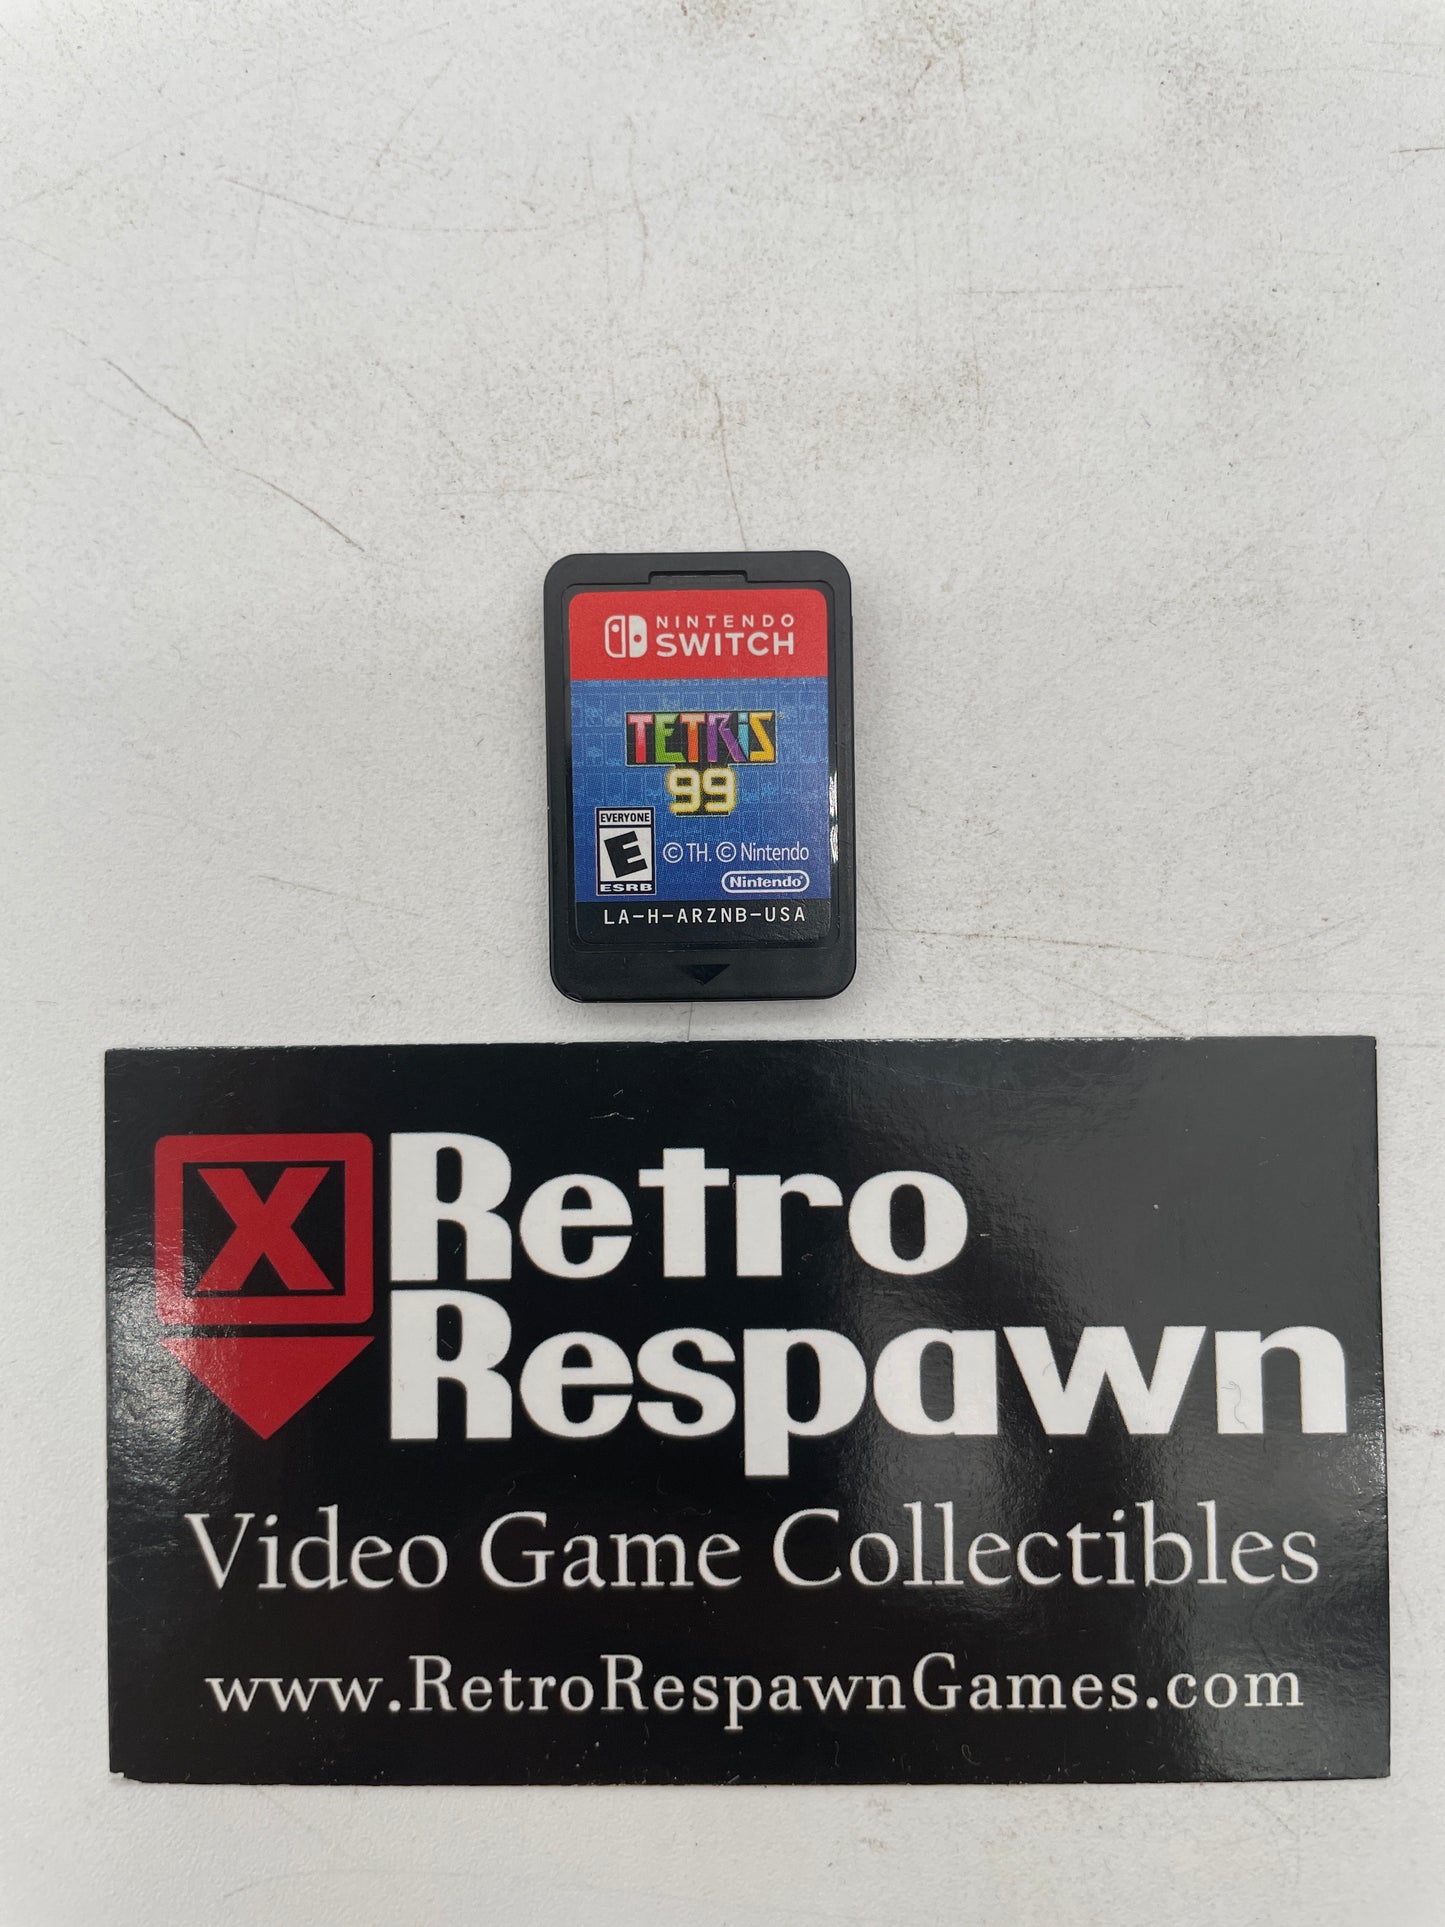 NINTENDO
SWITCH
TETRIS
99
EVERYONE
E
ESRB
© TH. © Nintendo
Nintendo
LA-H-ARZNB-USA
X
Retro
Respawn
Video Game Collectibles
www.RetroRespawnGames.com